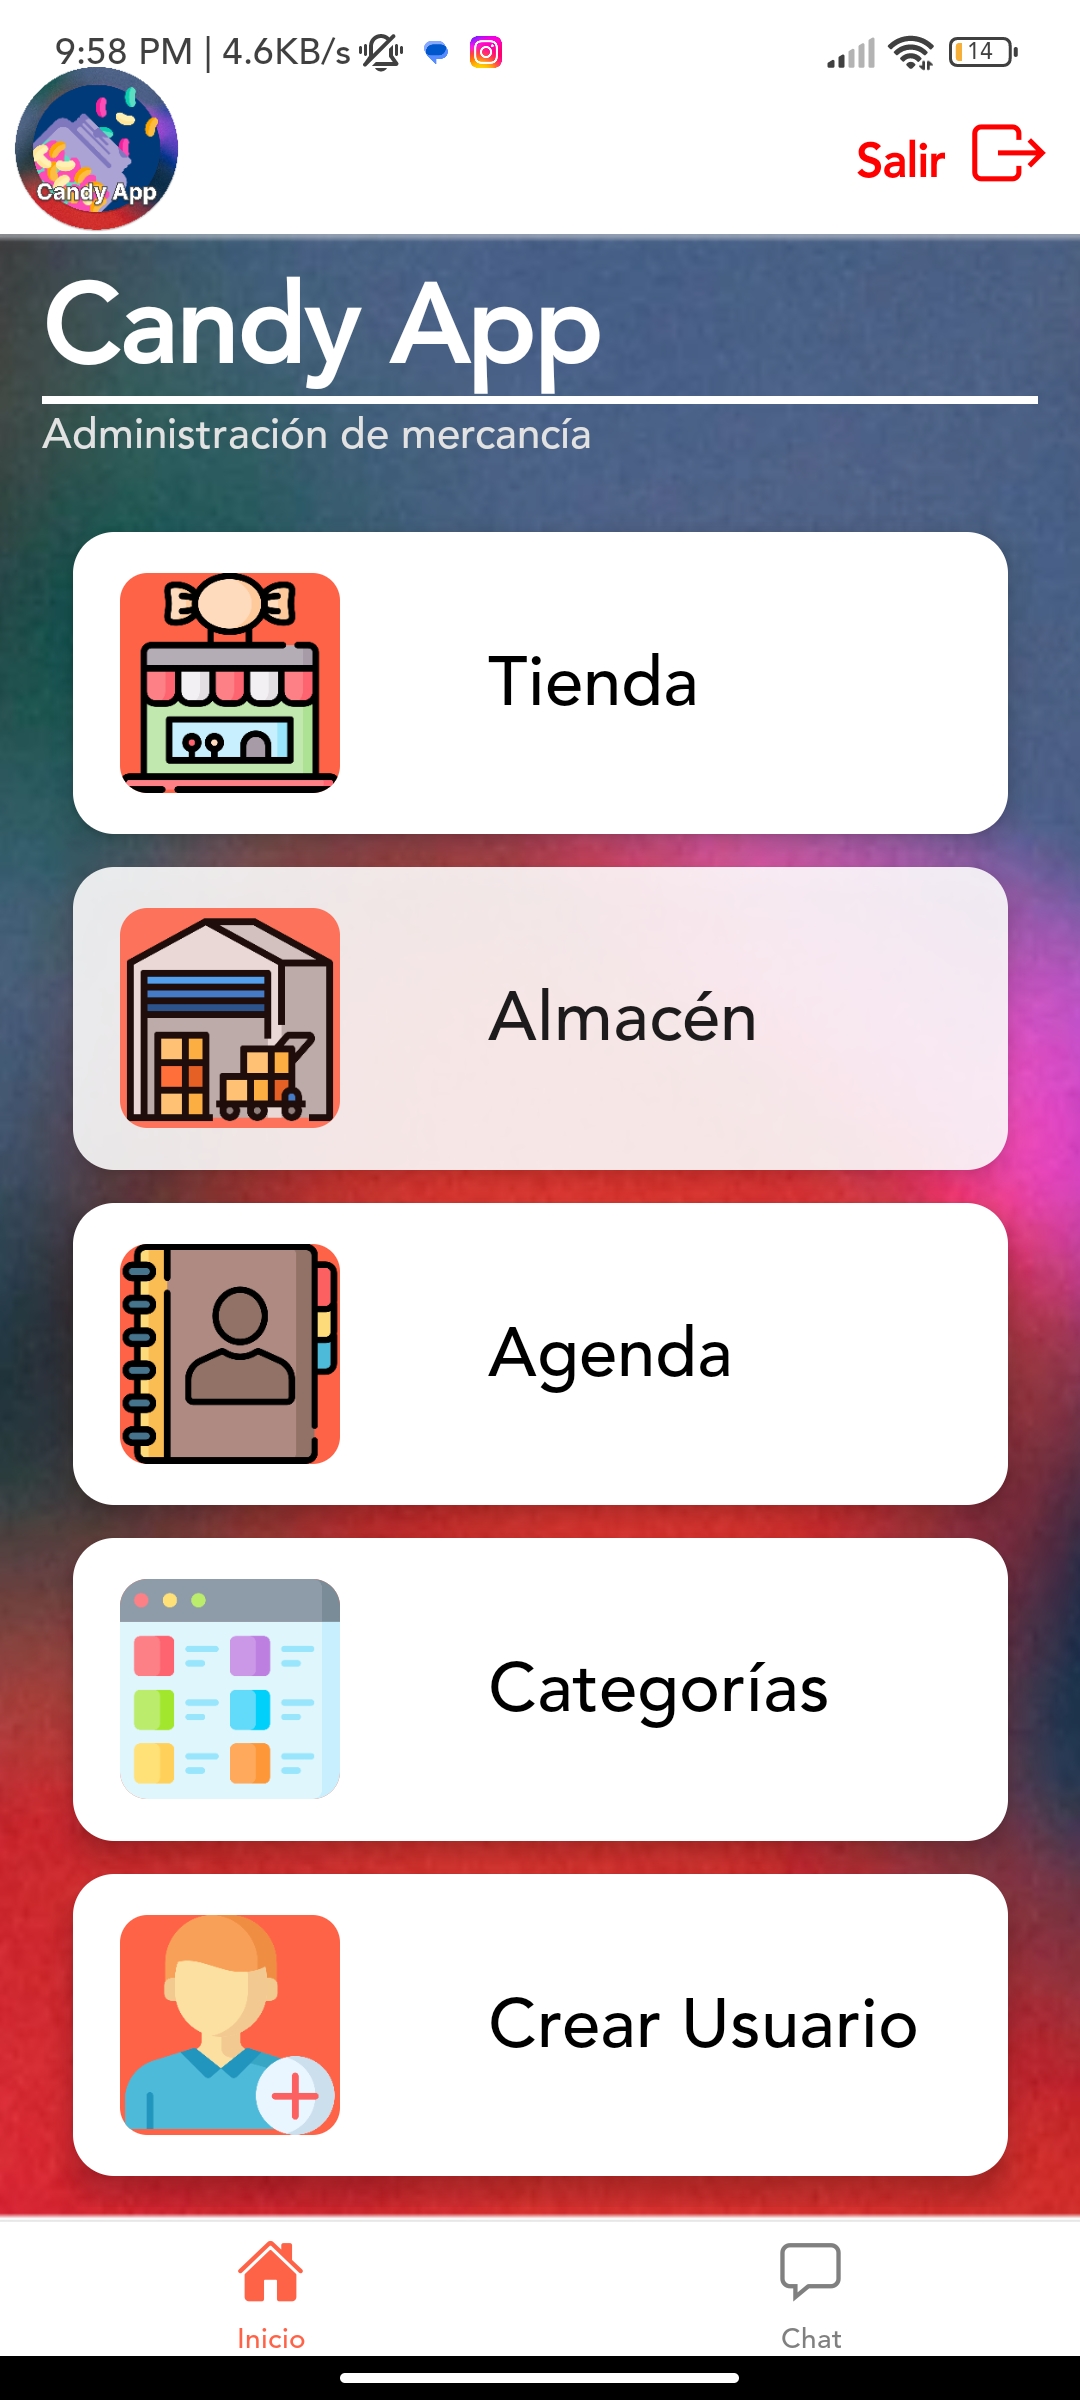 9:58 PM | 4.6KB/s
14
Candy App
Salir
Candy App
Administración de mercancía
Tienda
Almacén
Agenda
Categorías
Crear Usuario
Inicio
Chat